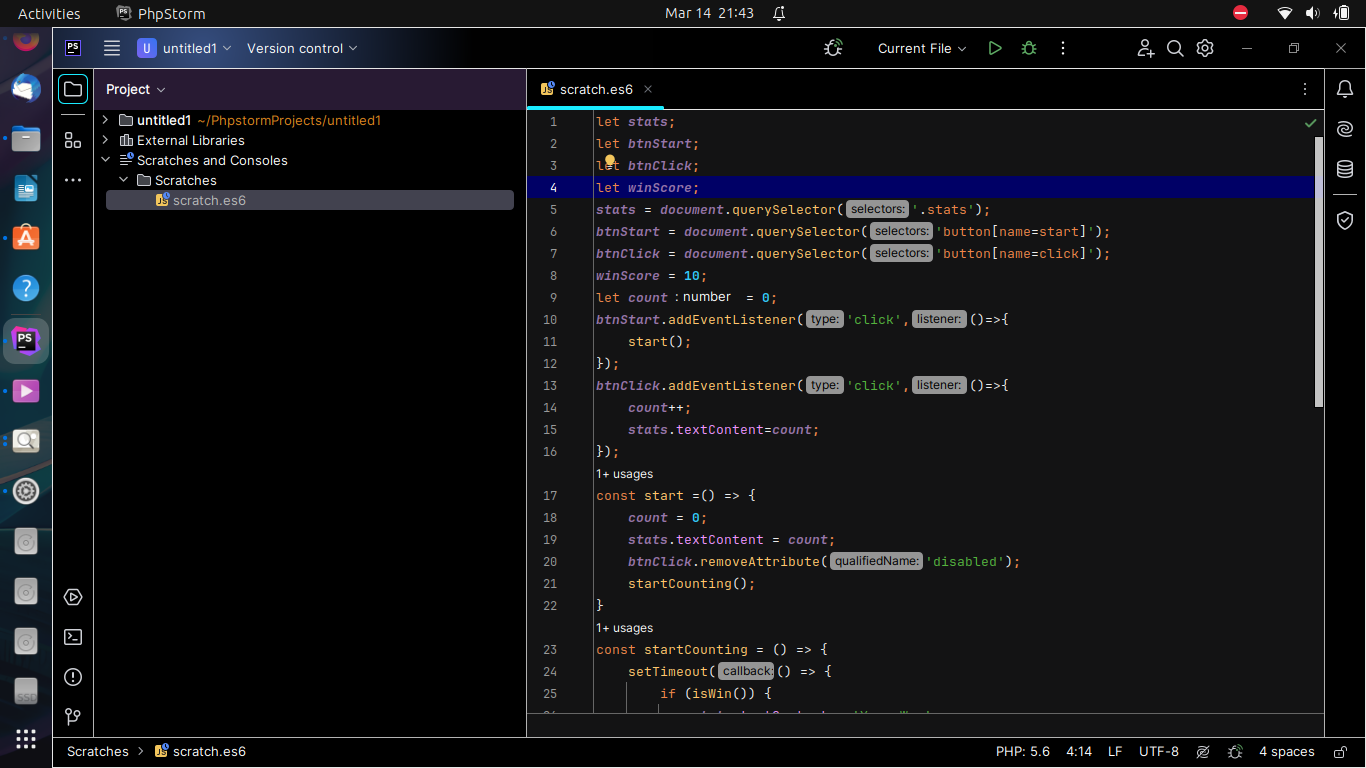 Activities PhpStorm Mar 14 21:43
PS U untitled1 Version control Current File
Project scratch.es6
untitled1 ~/PhpstormProjects/untitled1
External Libraries
Scratches and Consoles
Scratches
JS scratch.es6
1 let stats;
2 let btnStart;
3 let btnClick;
4 let winScore;
5 stats = document.querySelector( selectors: '.stats');
6 btnStart = document.querySelector( selectors: 'button[name=start]');
7 btnClick = document.querySelector( selectors: 'button[name=click]');
8 winScore = 10;
9 let count : number = 0;
10 btnStart.addEventListener( type: 'click', listener: ()=>{
11 start();
12 });
13 btnClick.addEventListener( type: 'click', listener: ()=>{
14 count++;
15 stats.textContent=count;
16 });
1+ usages
17 const start =() => {
18 count = 0;
19 stats.textContent = count;
20 btnClick.removeAttribute( qualifiedName: 'disabled');
21 startCounting();
22 }
1+ usages
23 const startCounting = () => {
24 setTimeout( callback: () => {
25 if (isWin()) {
PS
SSD
Scratches JS scratch.es6 PHP: 5.6 4:14 LF UTF-8 4 spaces